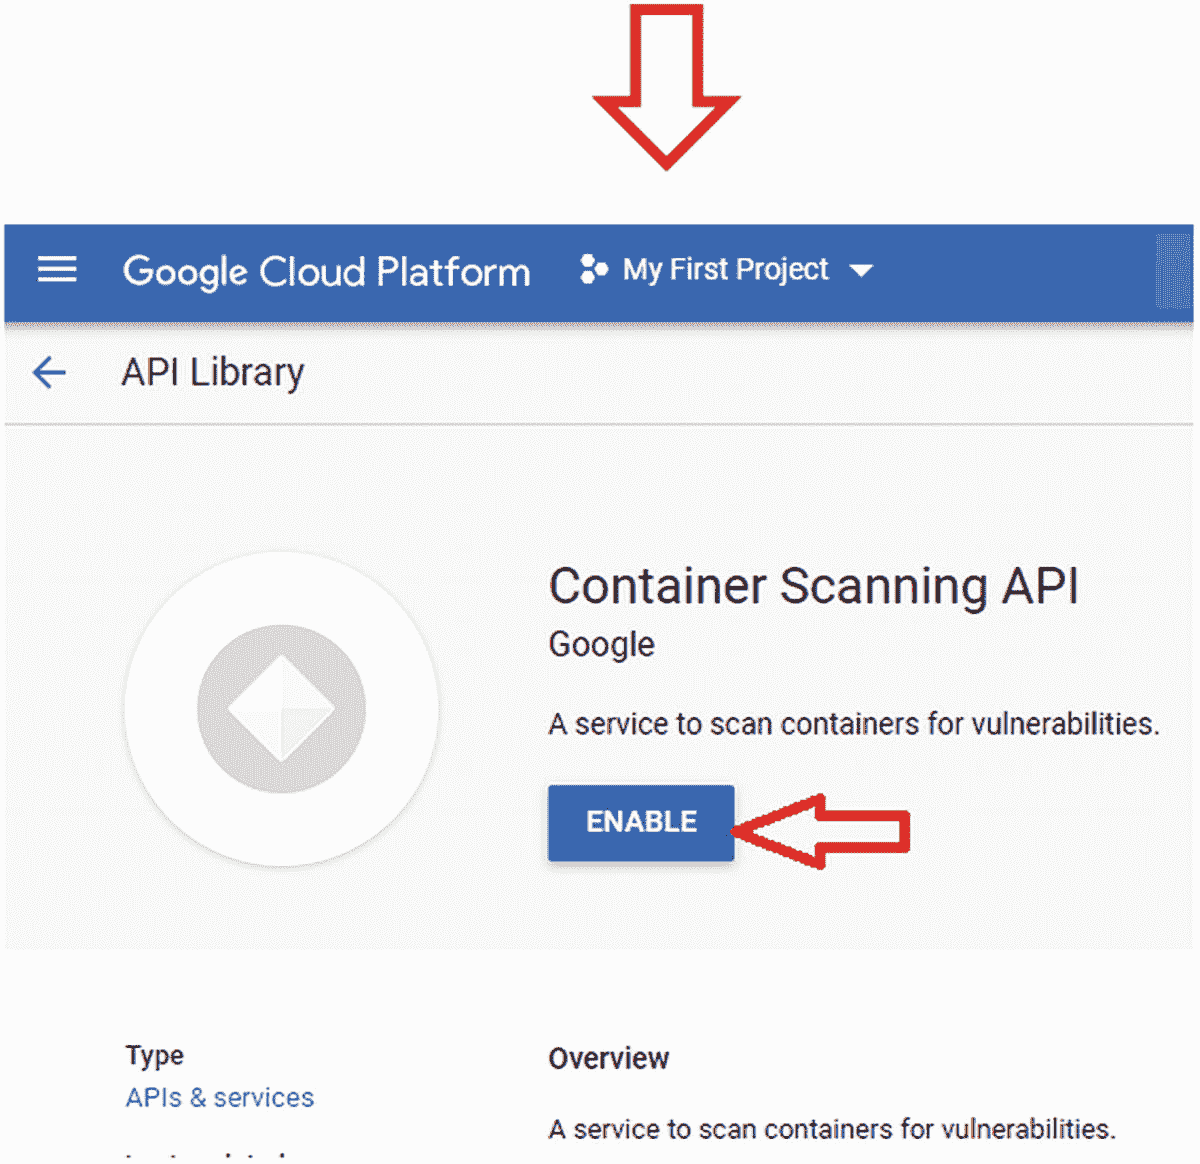 Google Cloud Platform My First Project
API Library
Container Scanning API
Google
A service to scan containers for vulnerabilities.
ENABLE
Type
APIs & services
Overview
A service to scan containers for vulnerabilities.